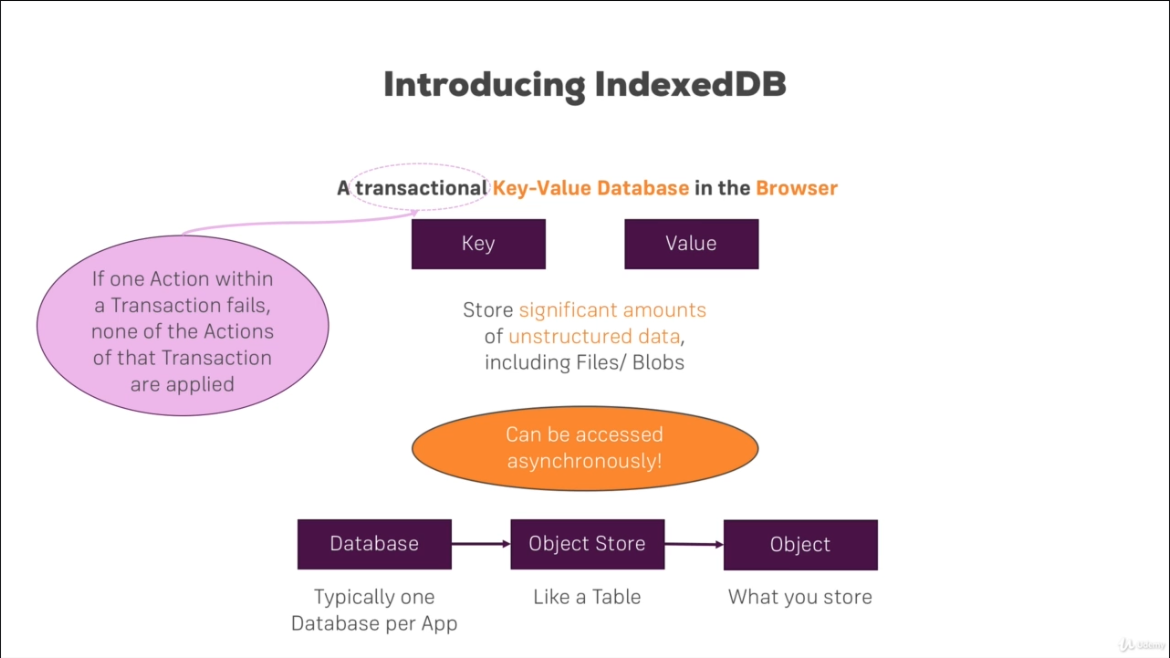 Introducing IndexedDB
A transactional Key-Value Database in the Browser
Key
Value
If one Action within
a Transaction fails,
none of the Actions
of that Transaction
are applied
Store significant amounts
of unstructured data,
including Files/ Blobs
Can be accessed
asynchronously!
Database
Object Store
Object
Typically one
Database per App
Like a Table
What you store
Udemy